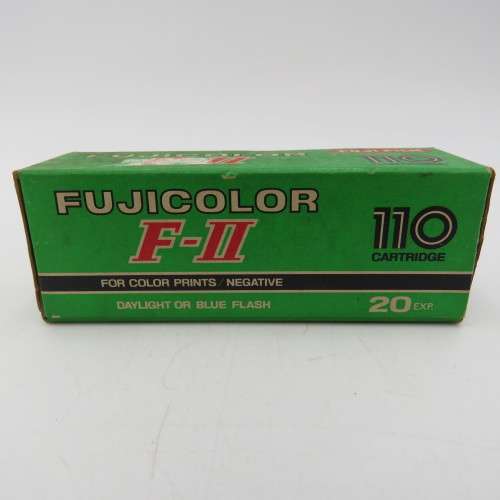 FUJICOLOR
F-II
110
CARTRIDGE
FOR COLOR PRINTS / NEGATIVE
DAYLIGHT OR BLUE FLASH
20 EXP.